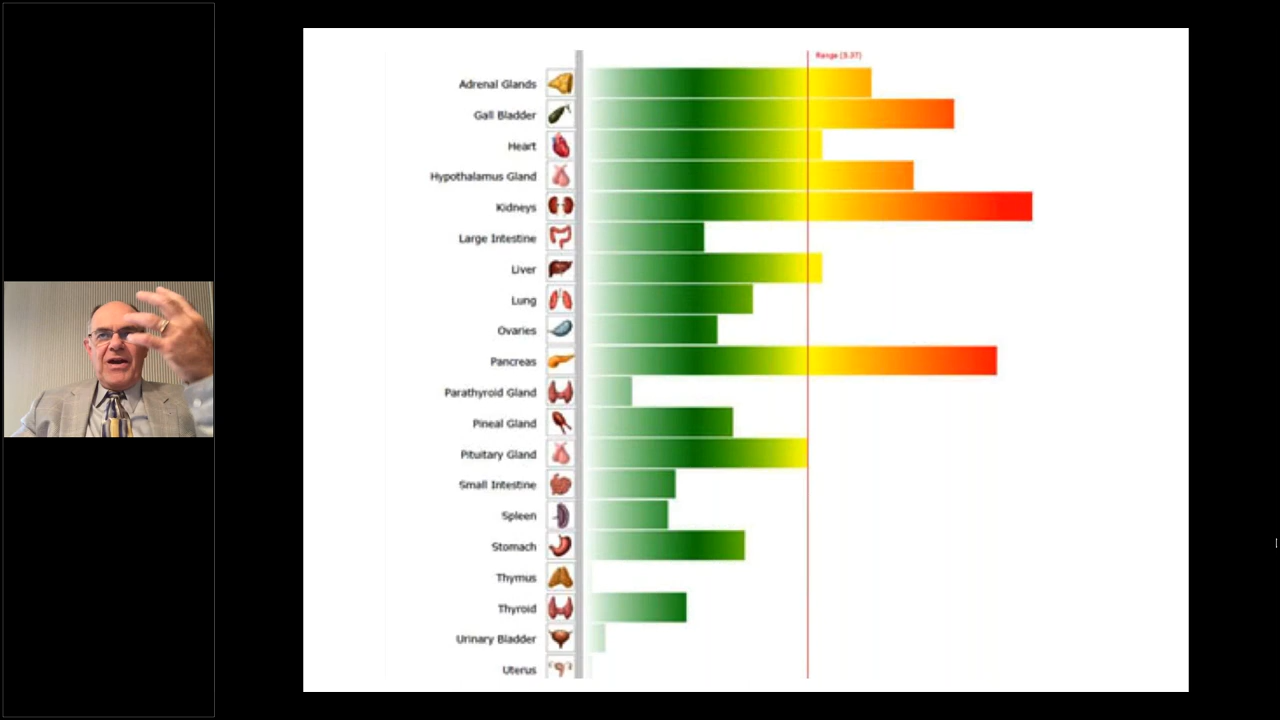 Range (5.37)
Adrenal Glands
Gall Bladder
Heart
Hypothalamus Gland
Kidneys
Large Intestine
Liver
Lung
Ovaries
Pancreas
Parathyroid Gland
Pineal Gland
Pituitary Gland
Small Intestine
Spleen
Stomach
Thymus
Thyroid
Urinary Bladder
Uterus